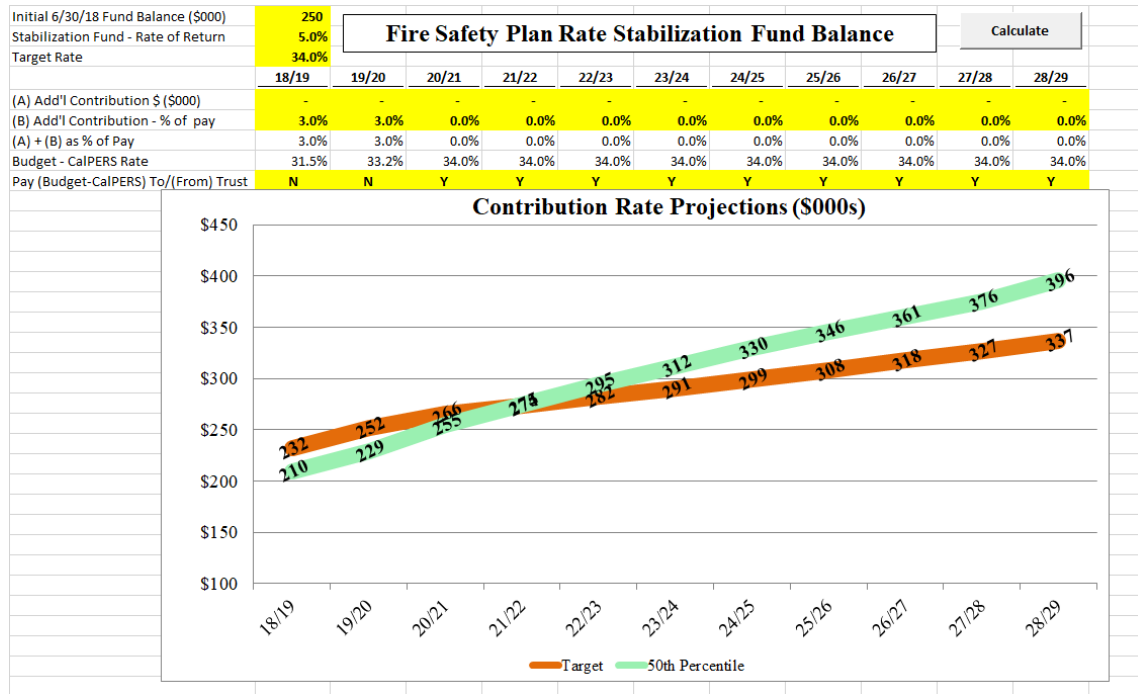 Initial 6/30/18 Fund Balance ($000) 250
Stabilization Fund - Rate of Return 5.0%
Target Rate 34.0%
Fire Safety Plan Rate Stabilization Fund Balance
Calculate
18/19 19/20 20/21 21/22 22/23 23/24 24/25 25/26 26/27 27/28 28/29
(A) Add'l Contribution $ ($000) - - - - - - - - - - -
(B) Add'l Contribution - % of pay 3.0% 3.0% 0.0% 0.0% 0.0% 0.0% 0.0% 0.0% 0.0% 0.0% 0.0%
(A) + (B) as % of Pay 3.0% 3.0% 0.0% 0.0% 0.0% 0.0% 0.0% 0.0% 0.0% 0.0% 0.0%
Budget - CalPERS Rate 31.5% 33.2% 34.0% 34.0% 34.0% 34.0% 34.0% 34.0% 34.0% 34.0% 34.0%
Pay (Budget-CalPERS) To/(From) Trust N N Y Y Y Y Y Y Y Y Y
Contribution Rate Projections ($000s)
$450
$400
$350
$300
$250
$200
$150
$100
232 252 266 282 291 299 308 318 327 337
210 229 255 295 312 330 346 361 376 396
18/19 19/20 20/21 21/22 22/23 23/24 24/25 25/26 26/27 27/28 28/29
Target 50th Percentile